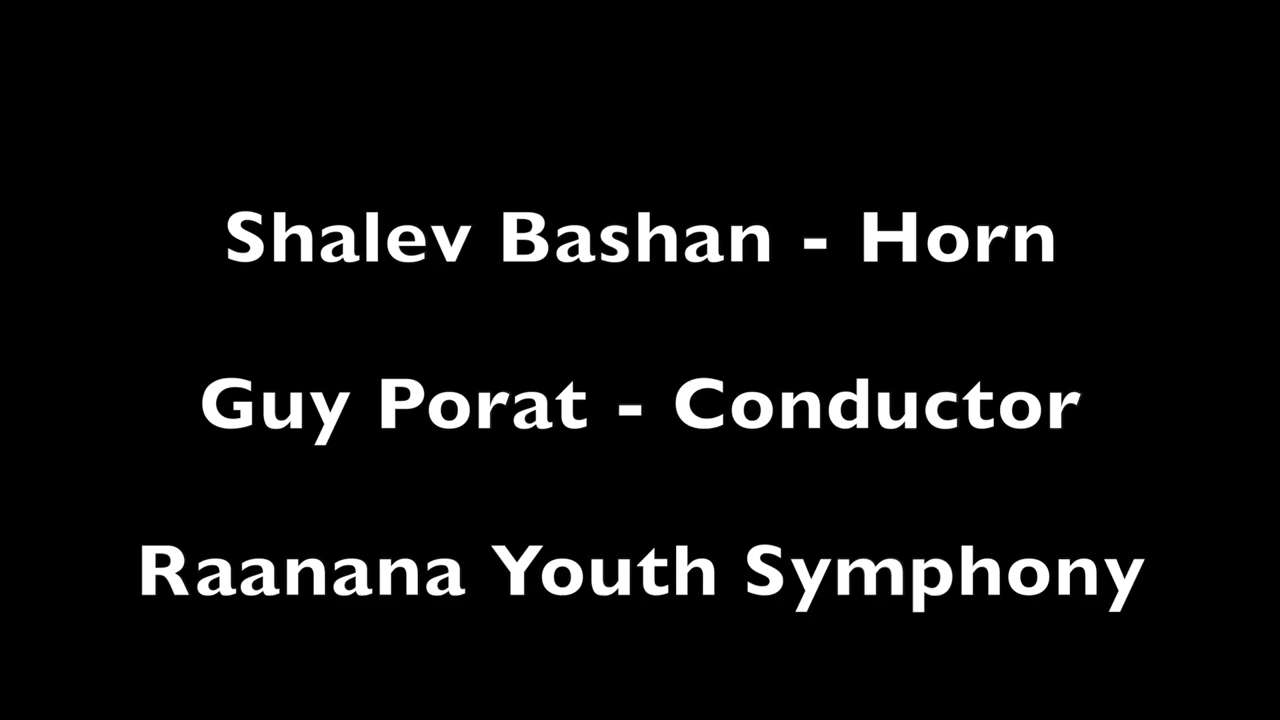 Shalev Bashan - Horn
Guy Porat - Conductor
Raanana Youth Symphony